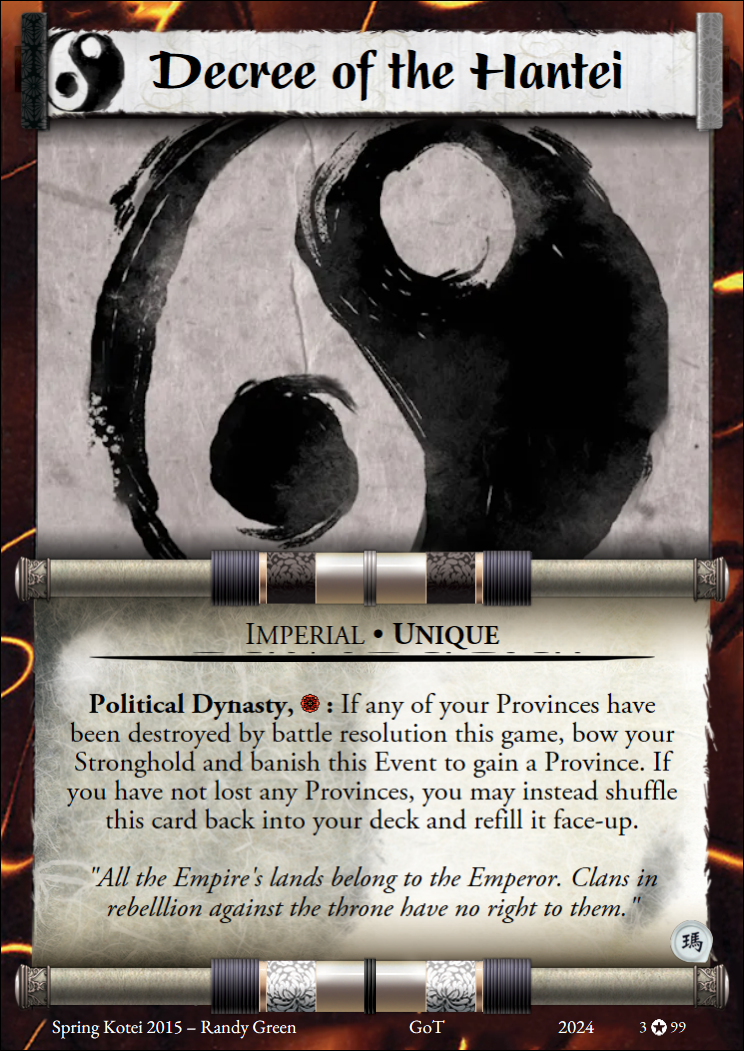 Decree of the Hantei
IMPERIAL • UNIQUE
Political Dynasty, : If any of your Provinces have
been destroyed by battle resolution this game, bow your
Stronghold and banish this Event to gain a Province. If
you have not lost any Provinces, you may instead shuffle
this card back into your deck and refill it face-up.
"All the Empire's lands belong to the Emperor. Clans in
rebelllion against the throne have no right to them."
瑪
Spring Kotei 2015 – Randy Green GoT 2024 3 99